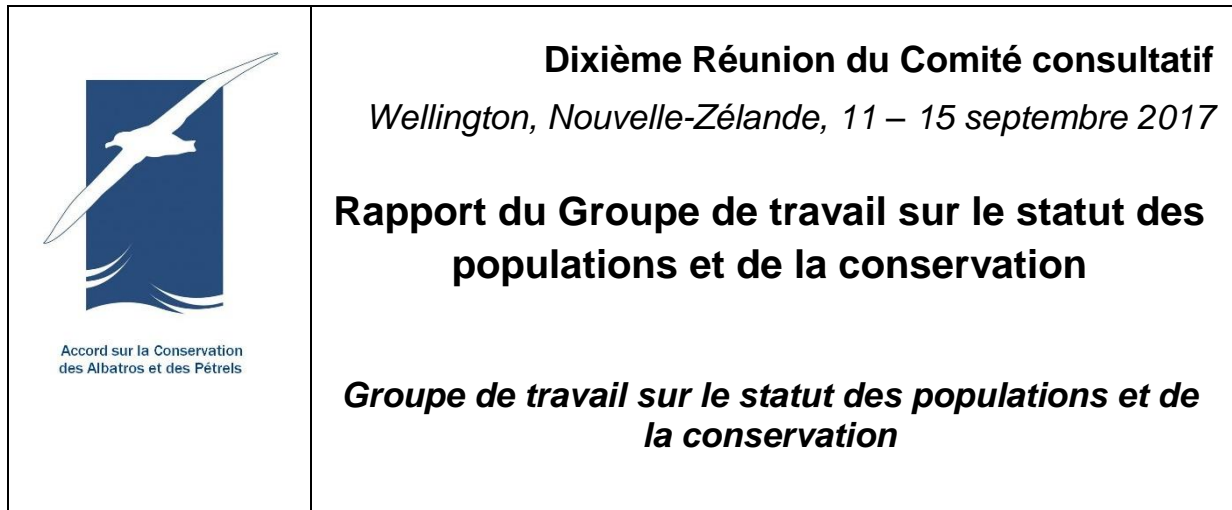 Accord sur la Conservation
des Albatros et des Pétrels
Dixième Réunion du Comité consultatif
Wellington, Nouvelle-Zélande, 11 – 15 septembre 2017
Rapport du Groupe de travail sur le statut des
populations et de la conservation
Groupe de travail sur le statut des populations et de
la conservation